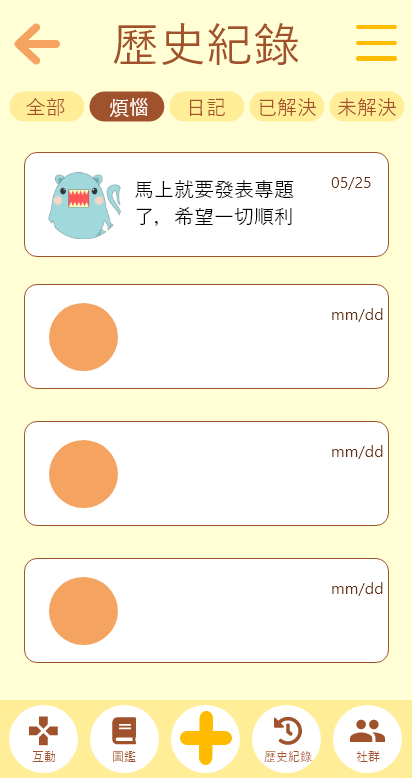 歷史紀錄
全部 煩惱 日記 已解決 未解決
馬上就要發表專題 05/25
了，希望一切順利
mm/dd
mm/dd
mm/dd
互動 圖鑑 歷史紀錄 社群